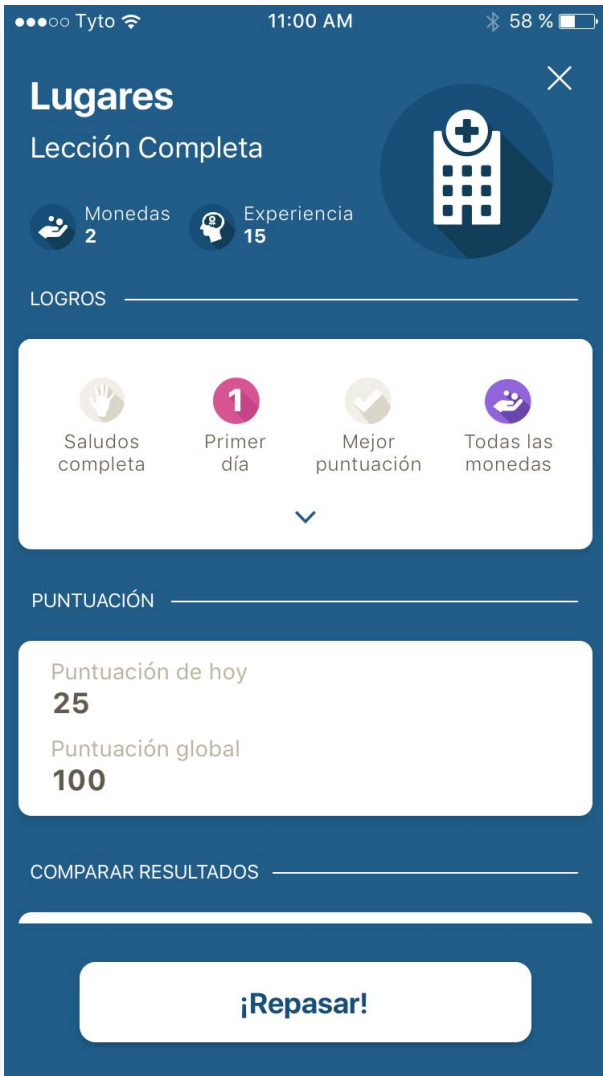 Tyto 11:00 AM 58 %
Lugares
Lección Completa
Monedas
2
Experiencia
15
LOGROS
Saludos
completa
1
Primer
día
Mejor
puntuación
Todas las
monedas
PUNTUACIÓN
Puntuación de hoy
25
Puntuación global
100
COMPARAR RESULTADOS
¡Repasar!